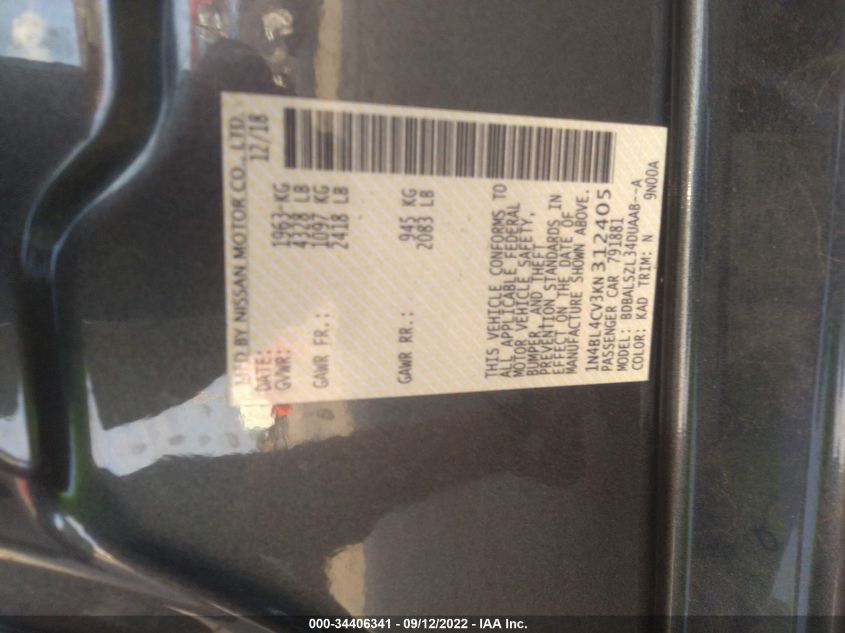 MFD BY NISSAN MOTOR CO., LTD.
DATE: 12/18
GVWR: 1963 KG
4328 LB
GAWR FR.: 1097 KG
2418 LB
GAWR RR.: 945 KG
2083 LB
THIS VEHICLE CONFORMS TO
ALL APPLICABLE FEDERAL
MOTOR VEHICLE SAFETY,
BUMPER, AND THEFT
PREVENTION STANDARDS IN
EFFECT ON THE DATE OF
MANUFACTURE SHOWN ABOVE.
1N4BL4CV3KN312405
PASSENGER CAR 791881
MODEL: BDBALSZL34DUAAB--A
COLOR: KAD TRIM: N 9N00A
000-34406341 - 09/12/2022 - IAA Inc.